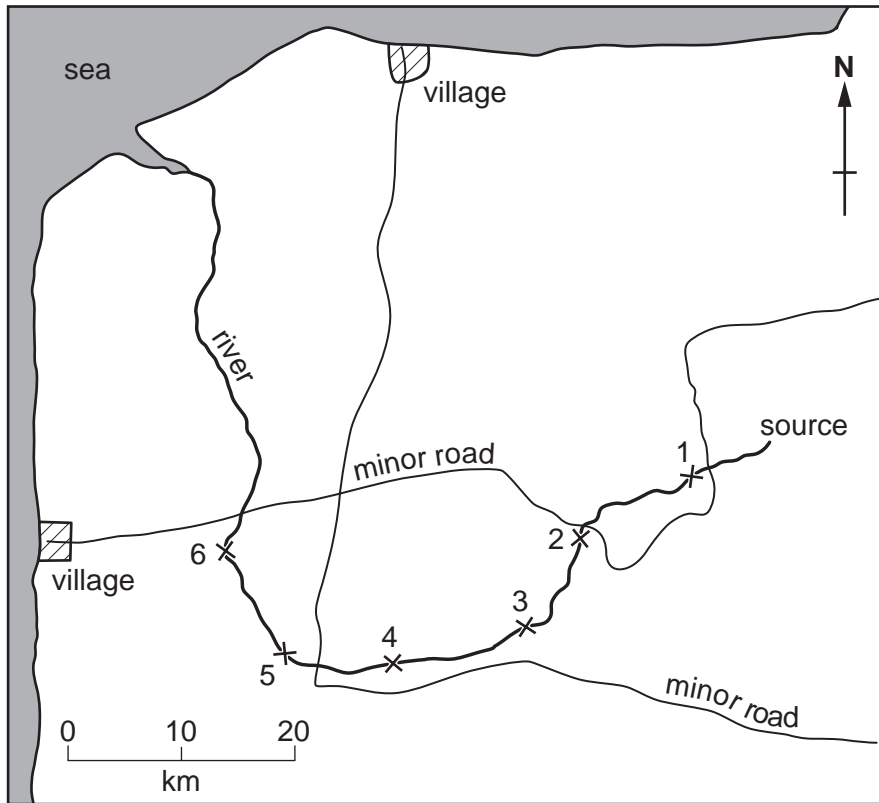 sea
N
village
river
source
minor road
1
2
6
village
3
4
5
minor road
0 10 20
km